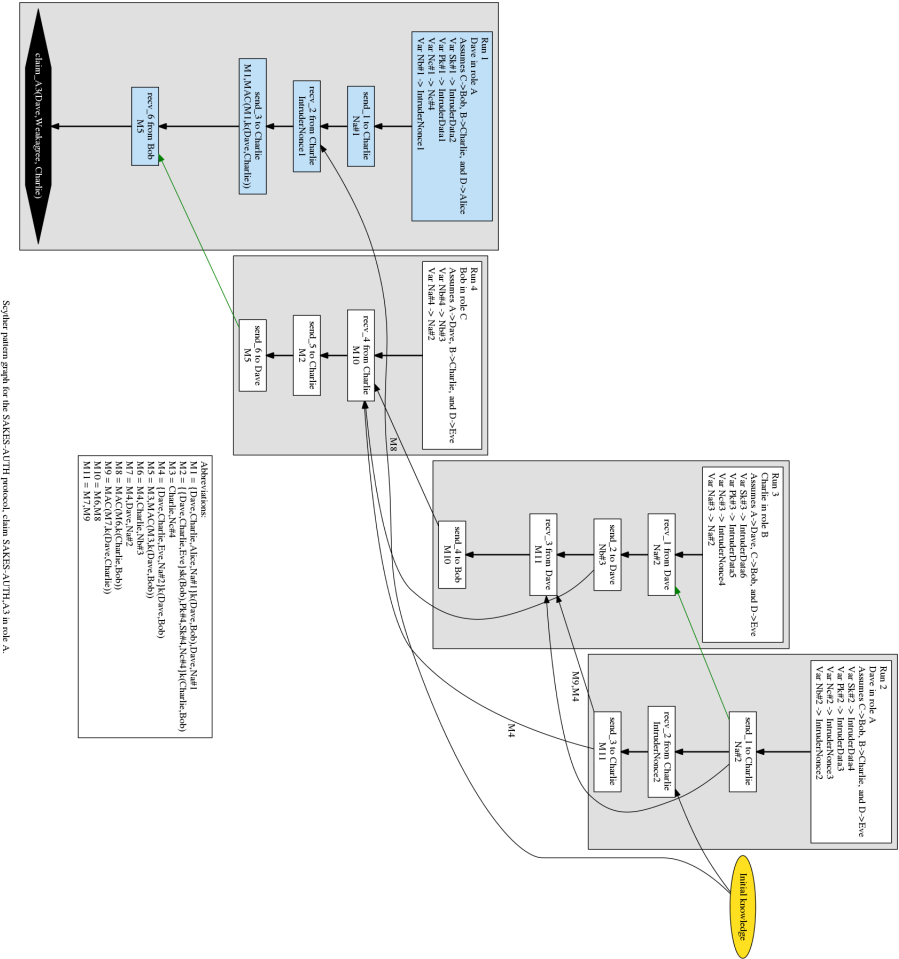 Run 1
Dave in role A
Assumes C->Bob, B->Charlie, and D->Alice
Var Sk#1 -> IntruderData2
Var Pk#1 -> IntruderData1
Var Nc#1 -> Nc#4
Var Nb#1 -> IntruderNonce1
send_1 to Charlie
Na#1
recv_2 from Charlie
IntruderNonce1
send_3 to Charlie
M1,MAC(M1,k(Dave,Charlie))
recv_6 from Bob
M5
claim_A3(Dave,Weakagree, Charlie)
Run 4
Bob in role C
Assumes A->Dave, B->Charlie, and D->Eve
Var Nb#4 -> Nb#3
Var Na#4 -> Na#2
recv_4 from Charlie
M10
send_5 to Charlie
M2
send_6 to Dave
M5
M8
Run 3
Charlie in role B
Assumes A->Dave, C->Bob, and D->Eve
Var Sk#3 -> IntruderData6
Var Pk#3 -> IntruderData5
Var Nc#3 -> IntruderNonce4
Var Na#3 -> Na#2
recv_1 from Dave
Na#2
send_2 to Dave
Nb#3
recv_3 from Dave
M11
send_4 to Bob
M10
Run 2
Dave in role A
Assumes C->Bob, B->Charlie, and D->Eve
Var Sk#2 -> IntruderData4
Var Pk#2 -> IntruderData3
Var Nc#2 -> IntruderNonce3
Var Nb#2 -> IntruderNonce2
send_1 to Charlie
Na#2
recv_2 from Charlie
IntruderNonce2
send_3 to Charlie
M11
M9,M4
M4
Initial knowledge
Abbreviations:
M1 = {Dave,Charlie,Alice,Na#1}k(Dave,Bob),Dave,Na#1
M2 = {{Dave,Charlie,Eve}sk(Bob),Pk#4,Sk#4,Nc#4}k(Charlie,Bob)
M3 = Charlie,Nc#4
M4 = {Dave,Charlie,Eve,Na#2}k(Dave,Bob)
M5 = M3,MAC(M3,k(Dave,Bob))
M6 = M4,Charlie,Nb#3
M7 = M4,Dave,Na#2
M8 = MAC(M6,k(Charlie,Bob))
M9 = MAC(M7,k(Dave,Charlie))
M10 = M6,M8
M11 = M7,M9
Scyther pattern graph for the SAKES-AUTH protocol, claim SAKES-AUTH,A3 in role A.